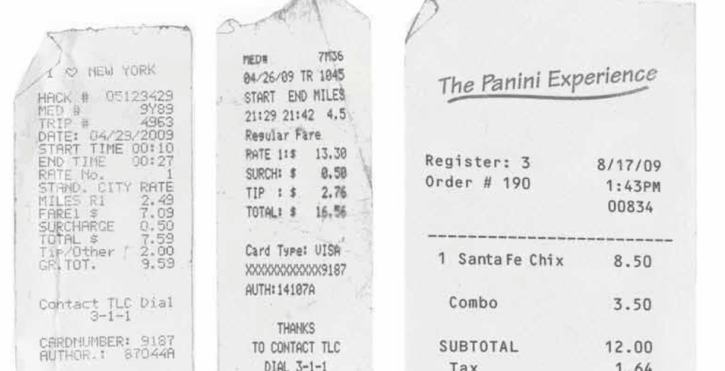 I ♡ NEW YORK
HACK # 05123429
MED # 9Y89
TRIP # 4963
DATE: 04/29/2009
START TIME 00:10
END TIME 00:27
RATE No. 1
STAND. CITY RATE
MILES R1 2.49
FARE1 $ 7.09
SURCHARGE 0.50
TOTAL $ 7.59
Tip/Other 2.00
GR.TOT. 9.59
Contact TLC Dial
3-1-1
CARDNUMBER: 9187
AUTHOR.: 87044A
MED# 7M36
04/26/09 TR 1045
START END MILES
21:29 21:42 4.5
Regular Fare
RATE 1:$ 13.30
SURCH: $ 0.50
TIP : $ 2.76
TOTAL: $ 16.56
Card Type: VISA
XXXXXXXXXXXX9187
AUTH:14107A
THANKS
TO CONTACT TLC
DIAL 3-1-1
The Panini Experience
Register: 3 8/17/09
Order # 190 1:43PM
00834
1 Santa Fe Chix 8.50
Combo 3.50
SUBTOTAL 12.00
Tax 1.64